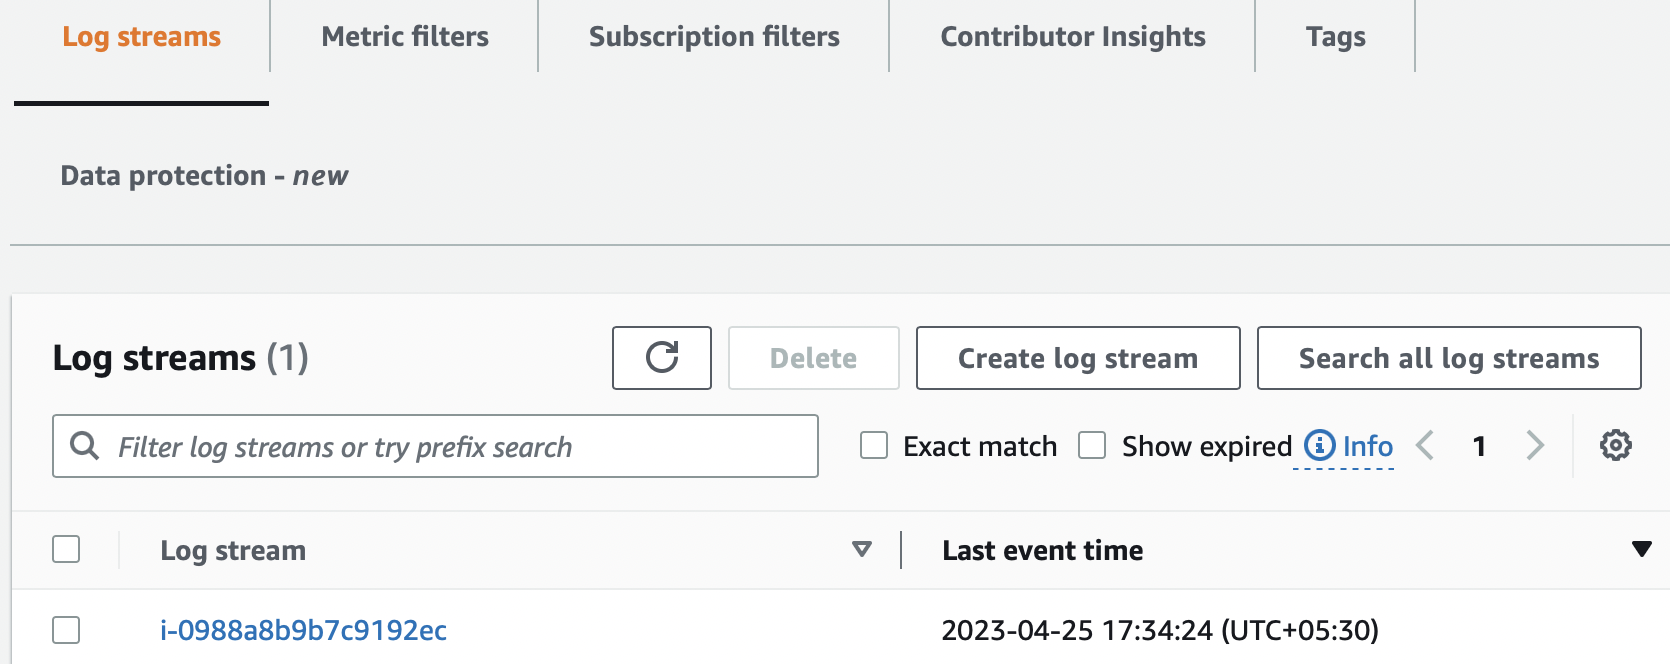 Log streams Metric filters Subscription filters Contributor Insights Tags
Data protection - new
Log streams (1) Delete Create log stream Search all log streams
Filter log streams or try prefix search Exact match Show expired Info 1
Log stream Last event time
i-0988a8b9b7c9192ec 2023-04-25 17:34:24 (UTC+05:30)